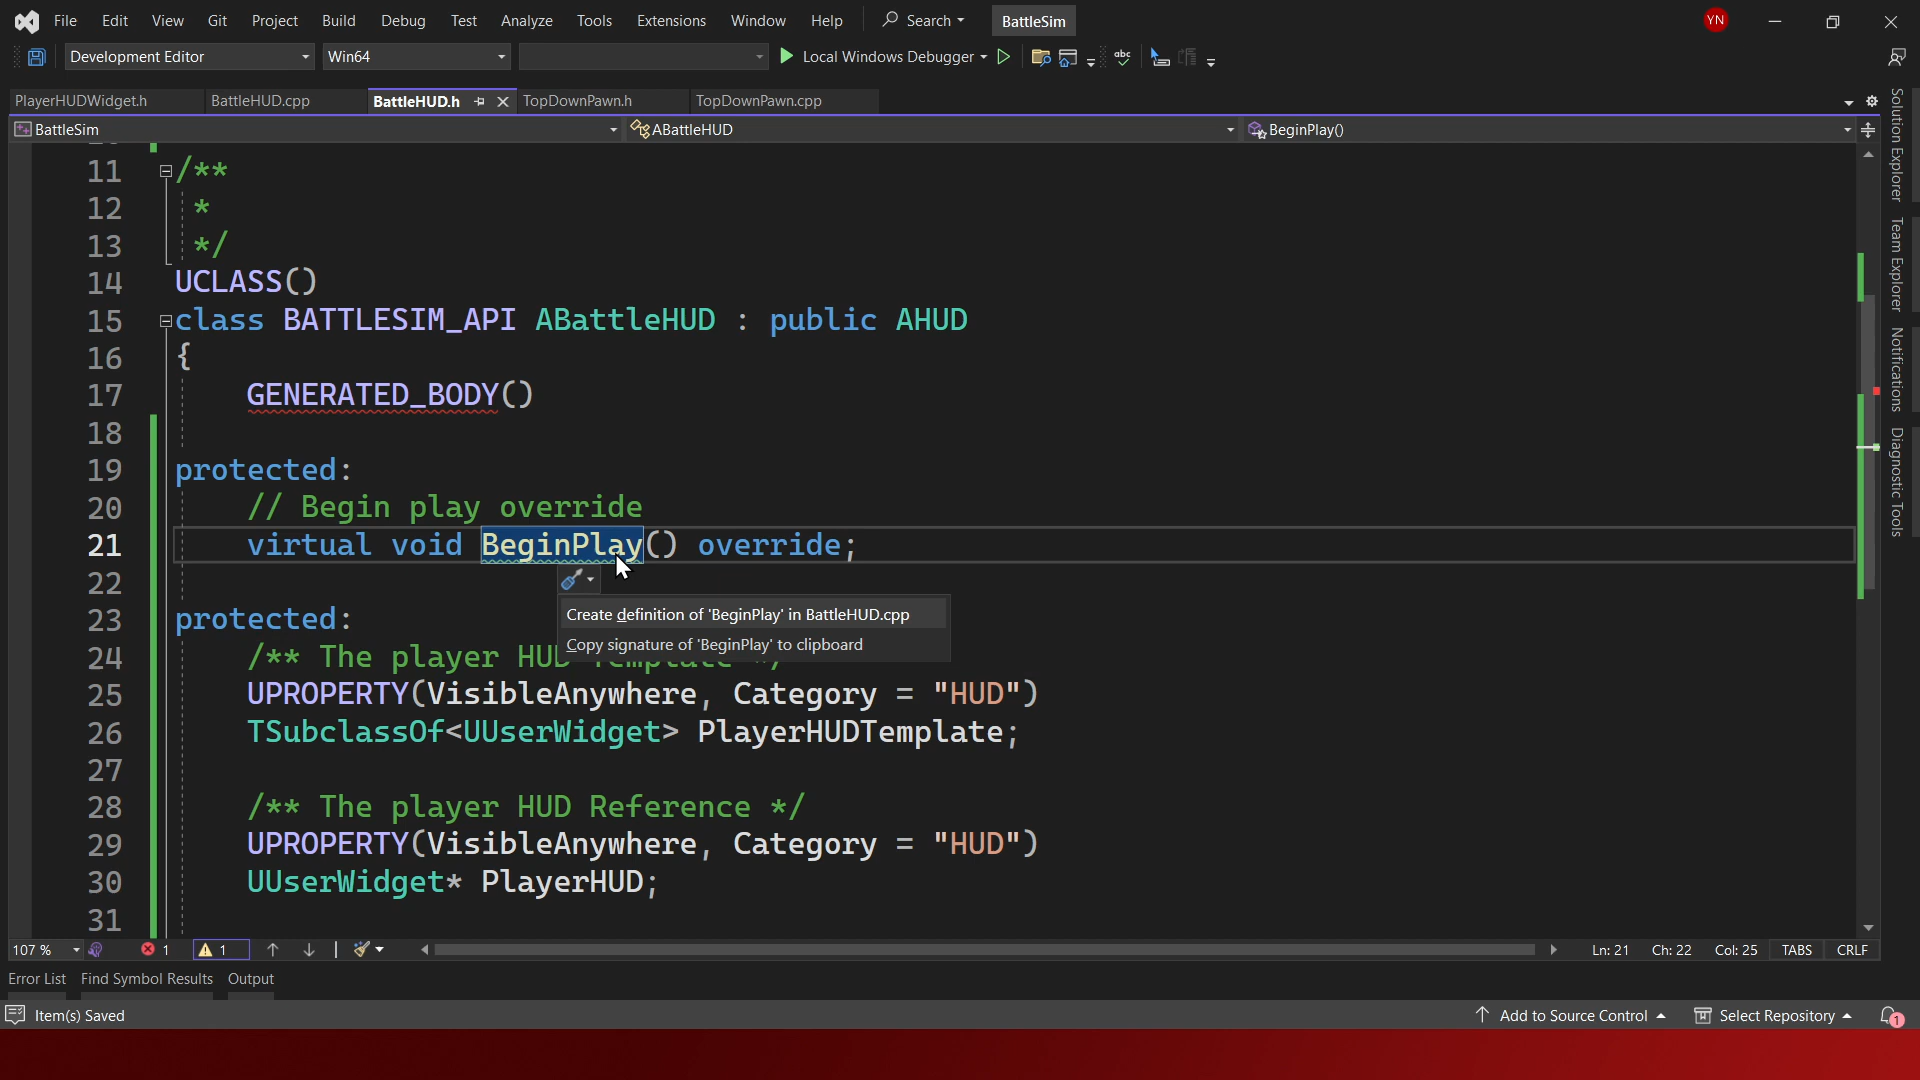 File Edit View Git Project Build Debug Test Analyze Tools Extensions Window Help Search BattleSim YN
Development Editor Win64 Local Windows Debugger abc
PlayerHUDWidget.h BattleHUD.cpp BattleHUD.h TopDownPawn.h TopDownPawn.cpp
BattleSim ABattleHUD BeginPlay()
11 /**
12 *
13 */
14 UCLASS()
15 class BATTLESIM_API ABattleHUD : public AHUD
16 {
17 GENERATED_BODY()
18
19 protected:
20 // Begin play override
21 virtual void BeginPlay() override;
22
Create definition of 'BeginPlay' in BattleHUD.cpp
Copy signature of 'BeginPlay' to clipboard
23 protected:
24 /** The player HUD Template */
25 UPROPERTY(VisibleAnywhere, Category = "HUD")
26 TSubclassOf<UUserWidget> PlayerHUDTemplate;
27
28 /** The player HUD Reference */
29 UPROPERTY(VisibleAnywhere, Category = "HUD")
30 UUserWidget* PlayerHUD;
31
Solution Explorer
Team Explorer
Notifications
Diagnostic Tools
107 % 1 1 Ln: 21 Ch: 22 Col: 25 TABS CRLF
Error List Find Symbol Results Output
Item(s) Saved Add to Source Control Select Repository 1